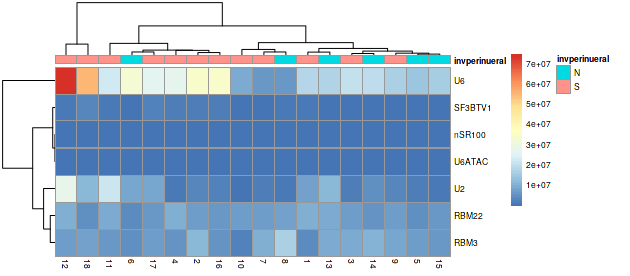 invperinueral
U6
SF3BTV1
nSR100
U6ATAC
U2
RBM22
RBM3
12 18 11 6 17 4 2 16 10 7 8 1 13 3 14 9 5 15
7e+07
6e+07
5e+07
4e+07
3e+07
2e+07
1e+07
invperinueral
N
S